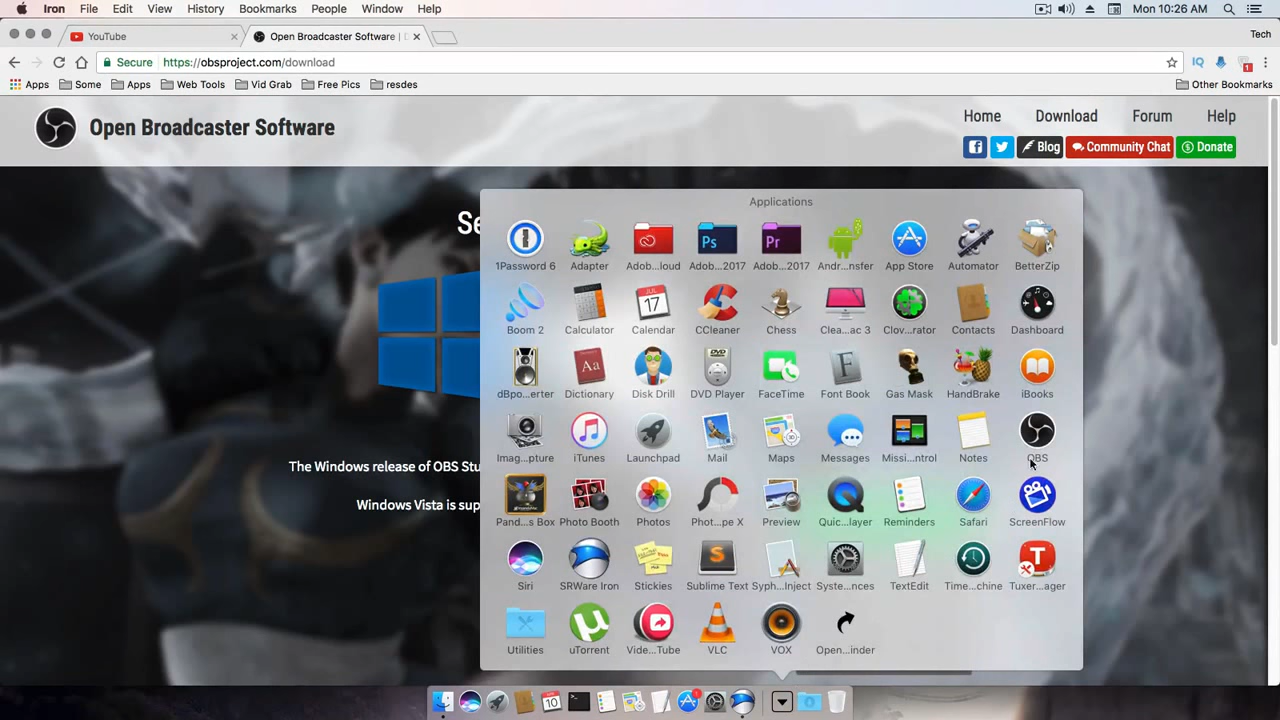 Iron File Edit View History Bookmarks People Window Help Mon 10:26 AM
YouTube Open Broadcaster Software | Tech
Secure https://obsproject.com/download IQ 1
Apps Some Apps Web Tools Vid Grab Free Pics resdes Other Bookmarks
Open Broadcaster Software Home Download Forum Help
Blog Community Chat Donate
Applications
Se
1Password 6 Adapter Adob...loud Adob...2017 Adob...2017 Andr...nsfer App Store Automator BetterZip
JUL 17
Boom 2 Calculator Calendar CCleaner Chess Clea...ac 3 Clov...rator Contacts Dashboard
dBpo...erter Dictionary Disk Drill DVD Player FaceTime Font Book Gas Mask HandBrake iBooks
Imag...pture iTunes Launchpad Mail Maps Messages Missi...ntrol Notes OBS
The Windows release of OBS Stu
Windows Vista is sup
Pand...s Box Photo Booth Photos Phot...pe X Preview Quic...layer Reminders Safari ScreenFlow
Siri SRWare Iron Stickies Sublime Text Syph...Inject Syste...nces TextEdit Time...chine Tuxer...ager
Utilities uTorrent Vide...Tube VLC VOX Open...inder
10 1